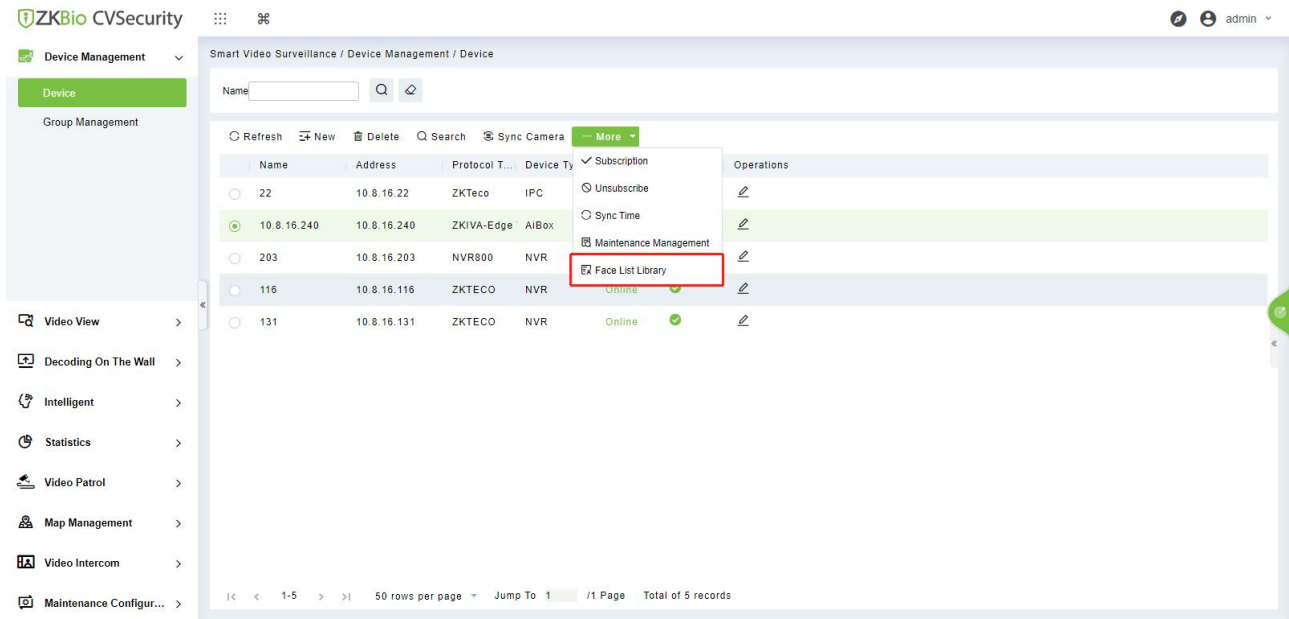 ZKBio CVSecurity
admin
Device Management
Device
Group Management
Video View
Decoding On The Wall
Intelligent
Statistics
Video Patrol
Map Management
Video Intercom
Maintenance Configur...
Smart Video Surveillance / Device Management / Device
Name
Refresh New Delete Search Sync Camera ··· More
Name Address Protocol T... Device Ty Operations
22 10.8.16.22 ZKTeco IPC
10.8.16.240 10.8.16.240 ZKIVA-Edge AiBox
203 10.8.16.203 NVR800 NVR
116 10.8.16.116 ZKTECO NVR Online
131 10.8.16.131 ZKTECO NVR Online
Subscription
Unsubscribe
Sync Time
Maintenance Management
Face List Library
1-5 50 rows per page Jump To 1 /1 Page Total of 5 records